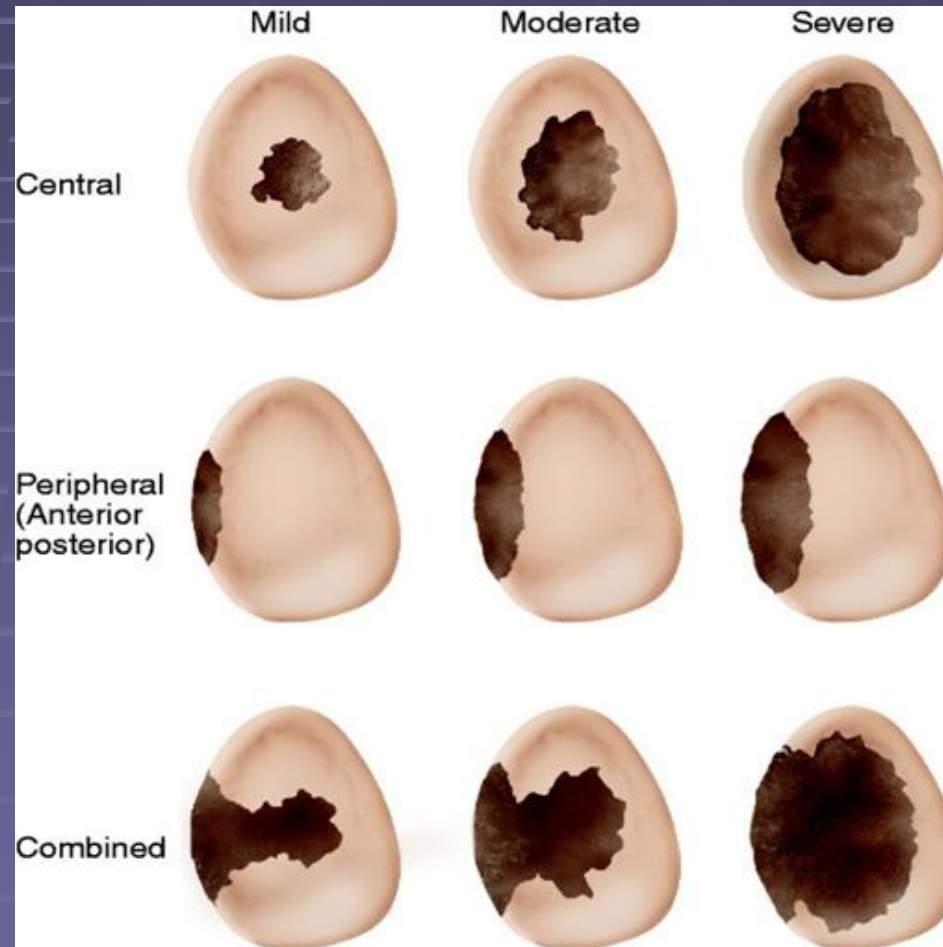 Mild Moderate Severe
Central
Peripheral
(Anterior
posterior)
Combined